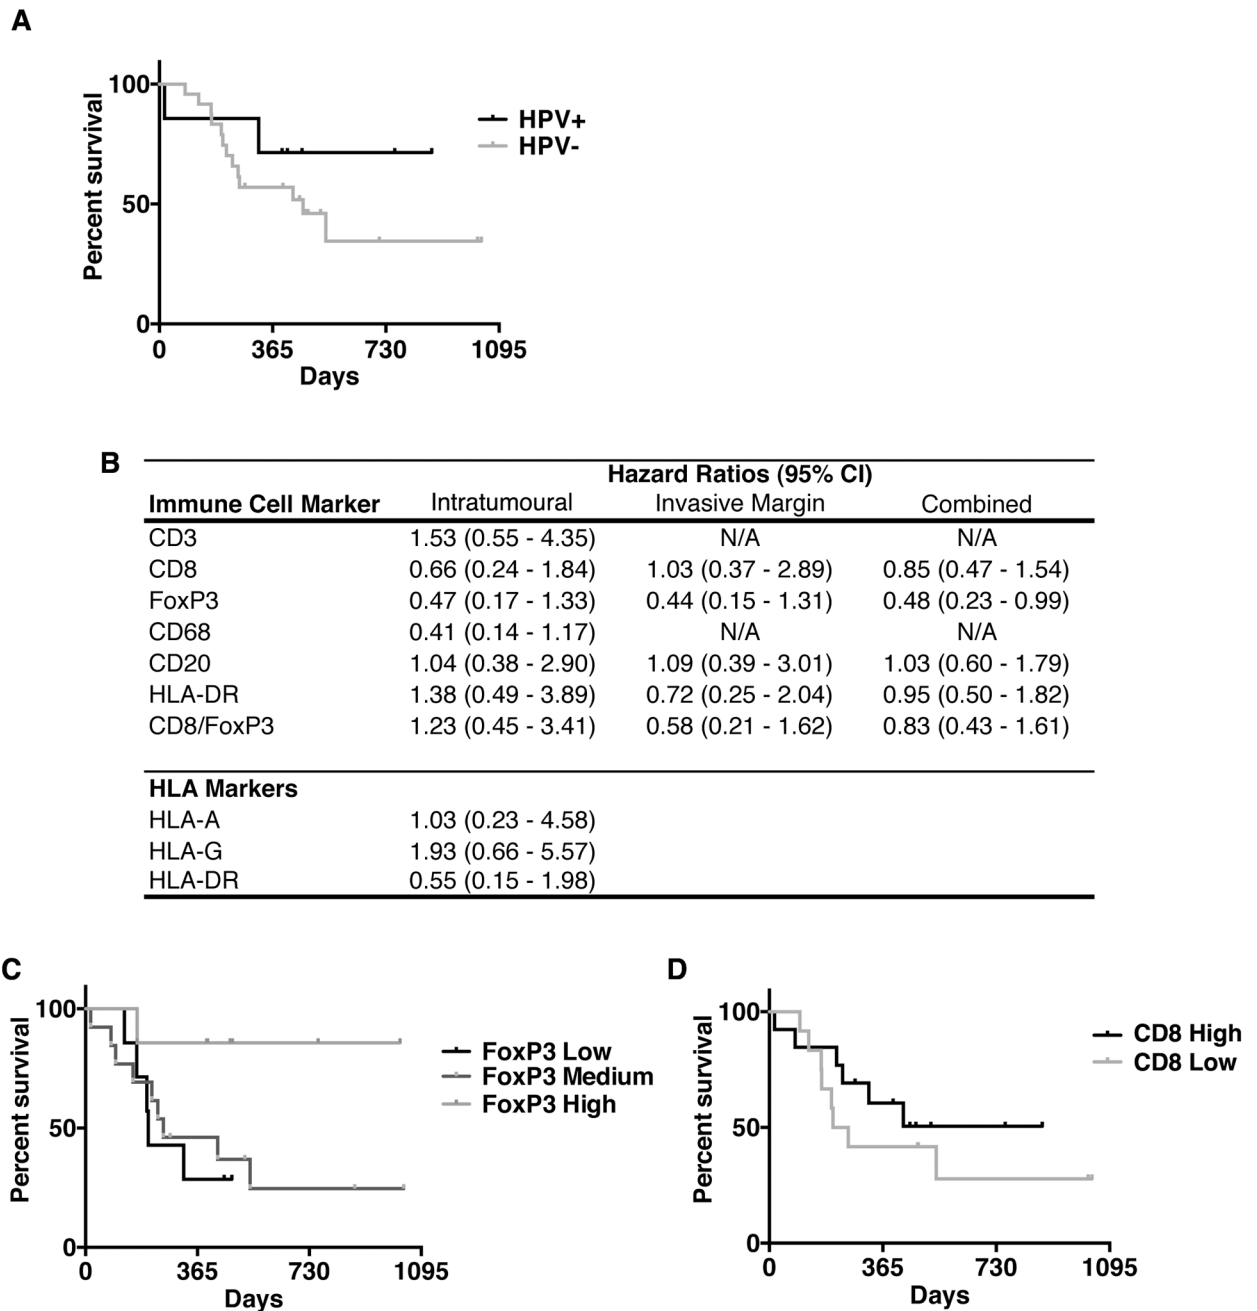 A
Percent survival
100
50
0
0 365 730 1095
Days
HPV+
HPV-
B
Hazard Ratios (95% CI)
Immune Cell Marker Intratumoural Invasive Margin Combined
CD3 1.53 (0.55 - 4.35) N/A N/A
CD8 0.66 (0.24 - 1.84) 1.03 (0.37 - 2.89) 0.85 (0.47 - 1.54)
FoxP3 0.47 (0.17 - 1.33) 0.44 (0.15 - 1.31) 0.48 (0.23 - 0.99)
CD68 0.41 (0.14 - 1.17) N/A N/A
CD20 1.04 (0.38 - 2.90) 1.09 (0.39 - 3.01) 1.03 (0.60 - 1.79)
HLA-DR 1.38 (0.49 - 3.89) 0.72 (0.25 - 2.04) 0.95 (0.50 - 1.82)
CD8/FoxP3 1.23 (0.45 - 3.41) 0.58 (0.21 - 1.62) 0.83 (0.43 - 1.61)
HLA Markers
HLA-A 1.03 (0.23 - 4.58)
HLA-G 1.93 (0.66 - 5.57)
HLA-DR 0.55 (0.15 - 1.98)
C
Percent survival
100
50
0
0 365 730 1095
Days
FoxP3 Low
FoxP3 Medium
FoxP3 High
D
Percent survival
100
50
0
0 365 730 1095
Days
CD8 High
CD8 Low